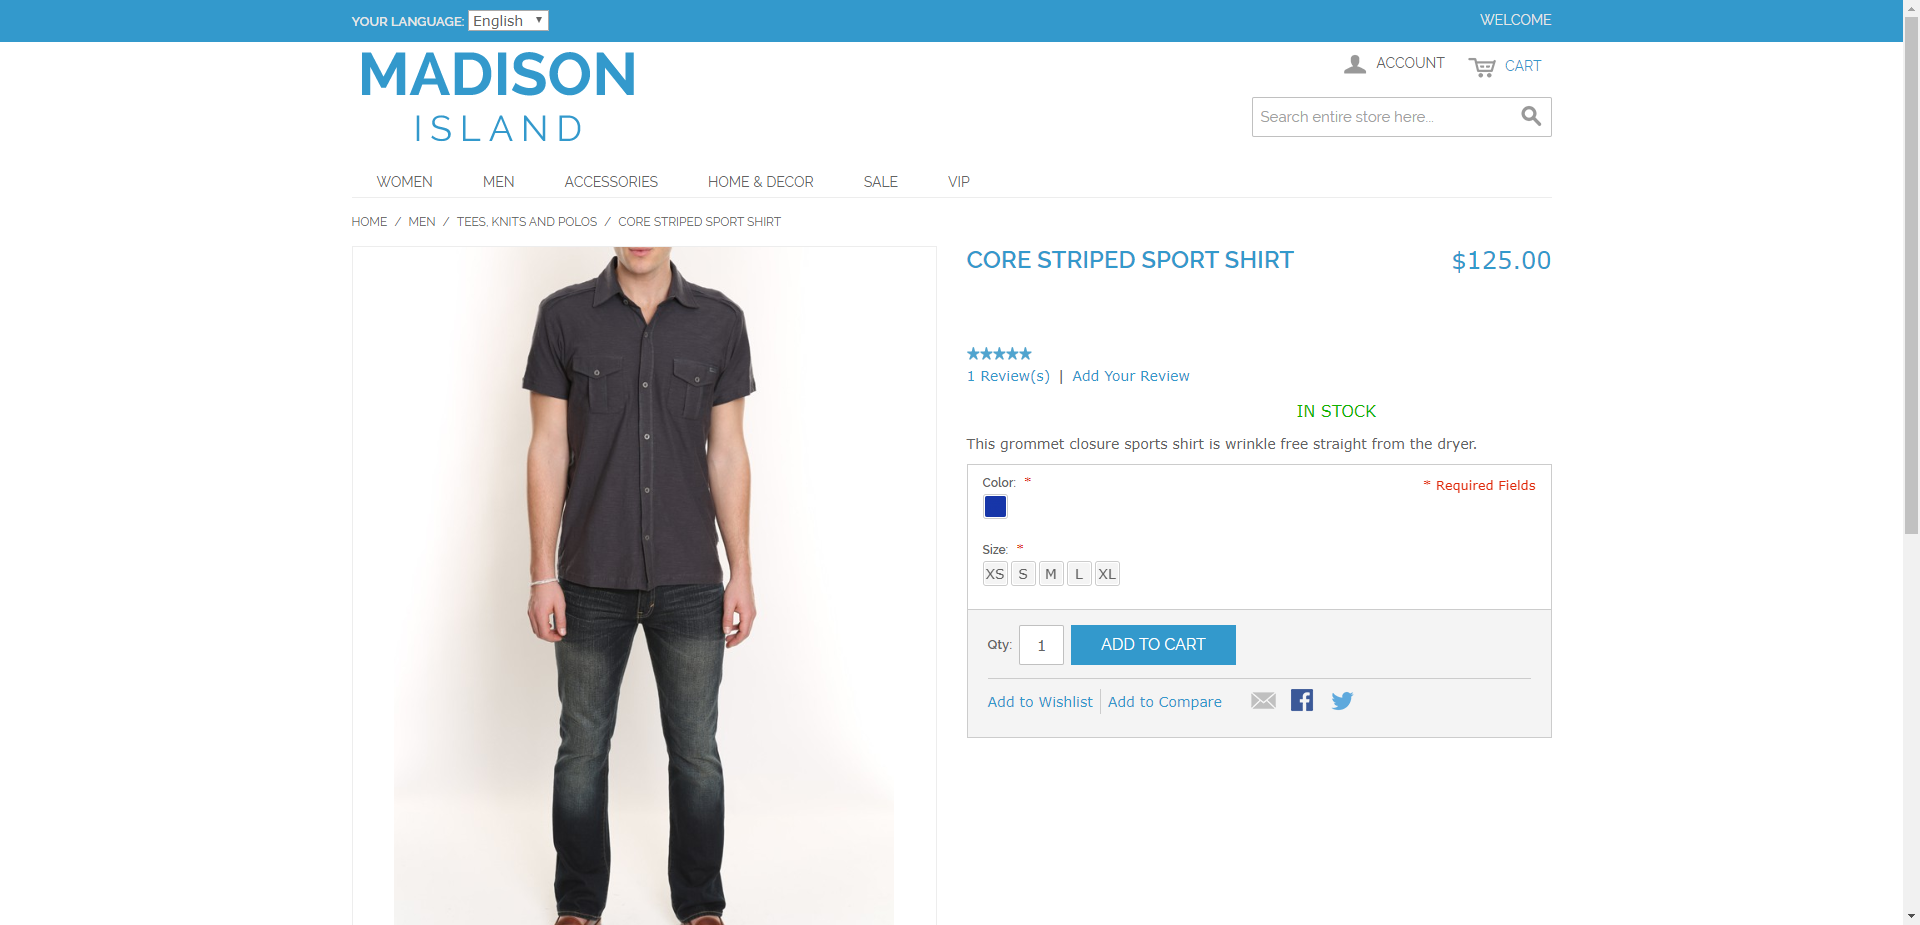 YOUR LANGUAGE: English
WELCOME
MADISON
ISLAND
ACCOUNT
CART
Search entire store here...
WOMEN MEN ACCESSORIES HOME & DECOR SALE VIP
HOME / MEN / TEES, KNITS AND POLOS / CORE STRIPED SPORT SHIRT
CORE STRIPED SPORT SHIRT
$125.00
1 Review(s) | Add Your Review
IN STOCK
This grommet closure sports shirt is wrinkle free straight from the dryer.
Color: *
* Required Fields
Size: *
XS S M L XL
Qty: 1 ADD TO CART
Add to Wishlist Add to Compare